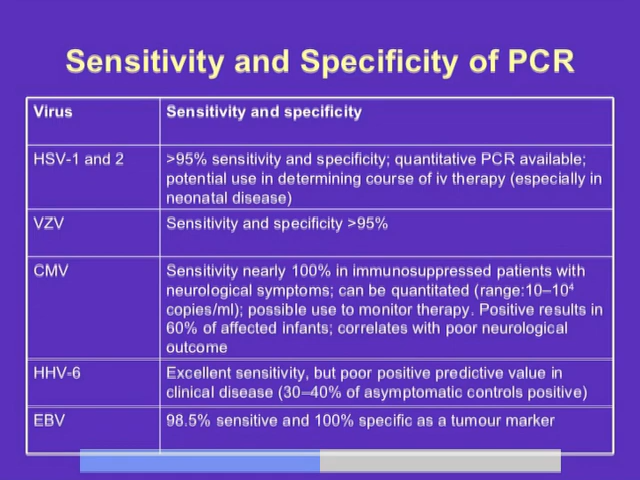 Sensitivity and Specificity of PCR
Virus
Sensitivity and specificity
HSV-1 and 2
>95% sensitivity and specificity; quantitative PCR available;
potential use in determining course of iv therapy (especially in
neonatal disease)
VZV
Sensitivity and specificity >95%
CMV
Sensitivity nearly 100% in immunosuppressed patients with
neurological symptoms; can be quantitated (range:10–10⁴
copies/ml); possible use to monitor therapy. Positive results in
60% of affected infants; correlates with poor neurological
outcome
HHV-6
Excellent sensitivity, but poor positive predictive value in
clinical disease (30–40% of asymptomatic controls positive)
EBV
98.5% sensitive and 100% specific as a tumour marker